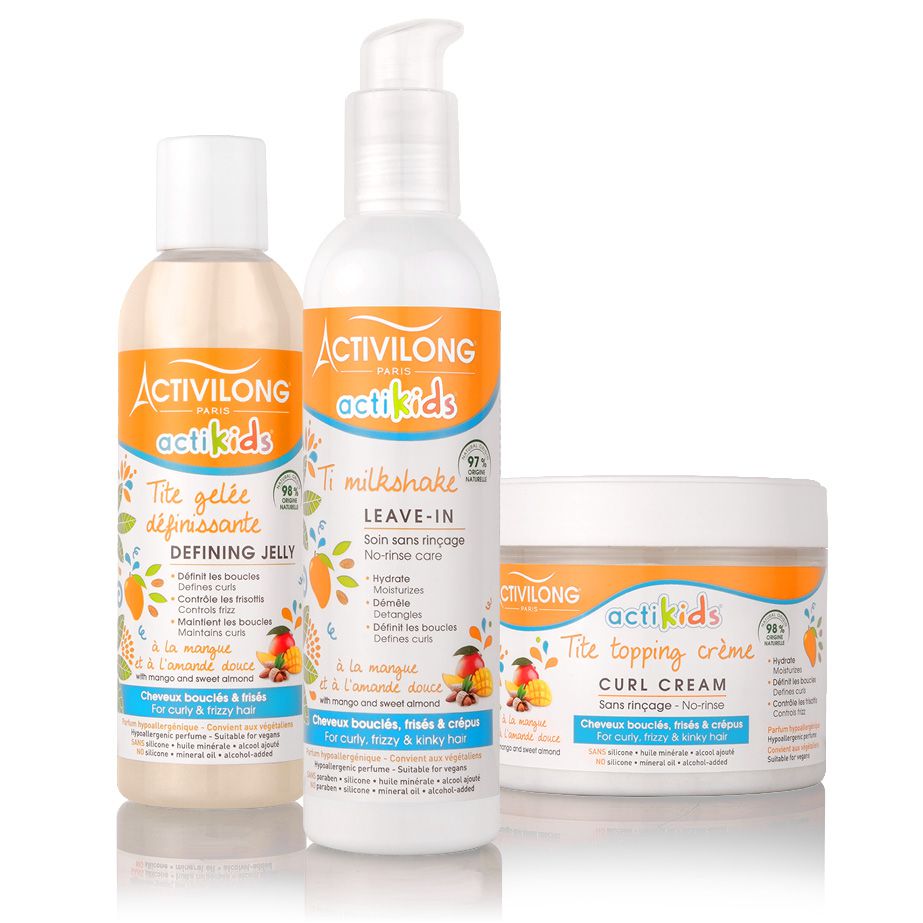 ACTIVILONG
PARIS
actikids
98%
ORIGINE
NATURELLE
Tite gelée
définissante
DEFINING JELLY
• Définit les boucles
Defines curls
• Contrôle les frisottis
Controls frizz
• Maintient les boucles
Maintains curls
à la mangue
et à l'amande douce
with mango and sweet almond
Cheveux bouclés & frisés
For curly & frizzy hair
Parfum hypoallergénique - Convient aux végétaliens
Hypoallergenic perfume - Suitable for vegans
SANS silicone • huile minérale • alcool ajouté
NO silicone • mineral oil • alcohol-added
ACTIVILONG
PARIS
actikids
97%
ORIGINE
NATURELLE
Ti milkshake
LEAVE-IN
Soin sans rinçage
No-rinse care
• Hydrate
Moisturizes
• Démêle
Detangles
• Définit les boucles
Defines curls
à la mangue
et à l'amande douce
with mango and sweet almond
Cheveux bouclés, frisés & crépus
For curly, frizzy & kinky hair
Parfum hypoallergénique - Convient aux végétaliens
Hypoallergenic perfume - Suitable for vegans
SANS paraben • silicone • huile minérale • alcool ajouté
NO paraben • silicone • mineral oil • alcohol-added
ACTIVILONG
PARIS
actikids
98%
ORIGINE
NATURELLE
Tite topping crème
CURL CREAM
Sans rinçage - No-rinse
à la mangue
et à l'amande douce
mango and sweet almond
Cheveux bouclés, frisés & crépus
For curly, frizzy & kinky hair
SANS silicone • huile minérale • alcool ajouté
NO silicone • mineral oil • alcohol-added
• Hydrate
Moisturizes
• Définit les boucles
Defines curls
• Contrôle les frisottis
Controls frizz
Parfum hypoallergénique
Hypoallergenic perfume
Convient aux végétaliens
Suitable for vegans